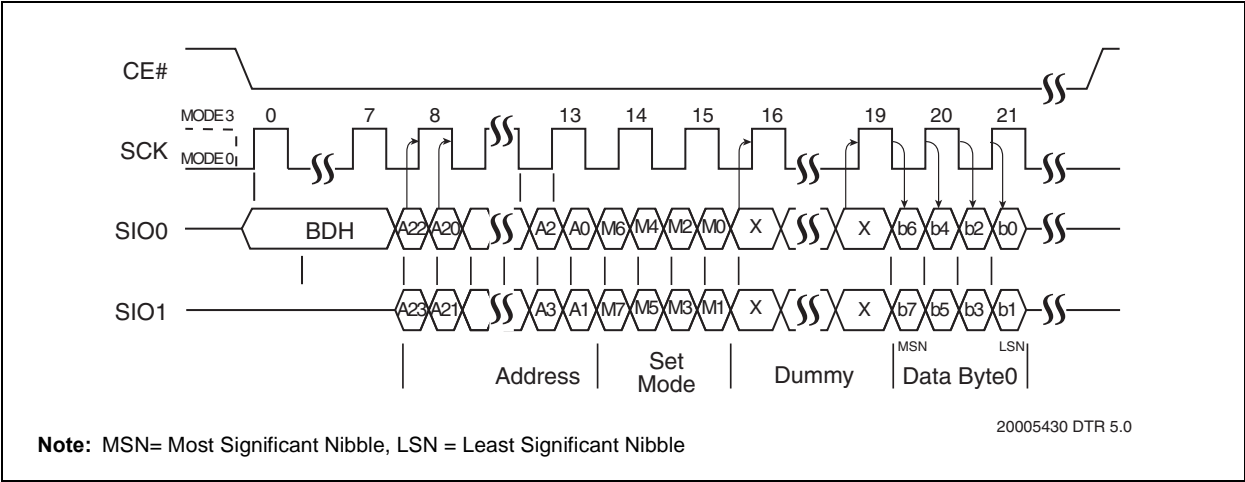 CE#
MODE 3 0 7 8 13 14 15 16 19 20 21
SCK
MODE 0
SIO0 BDH A22 A20 A2 A0 M6 M4 M2 M0 X X b6 b4 b2 b0
SIO1 A23 A21 A3 A1 M7 M5 M3 M1 X X b7 b5 b3 b1
MSN LSN
Address Set Mode Dummy Data Byte0
20005430 DTR 5.0
Note: MSN= Most Significant Nibble, LSN = Least Significant Nibble